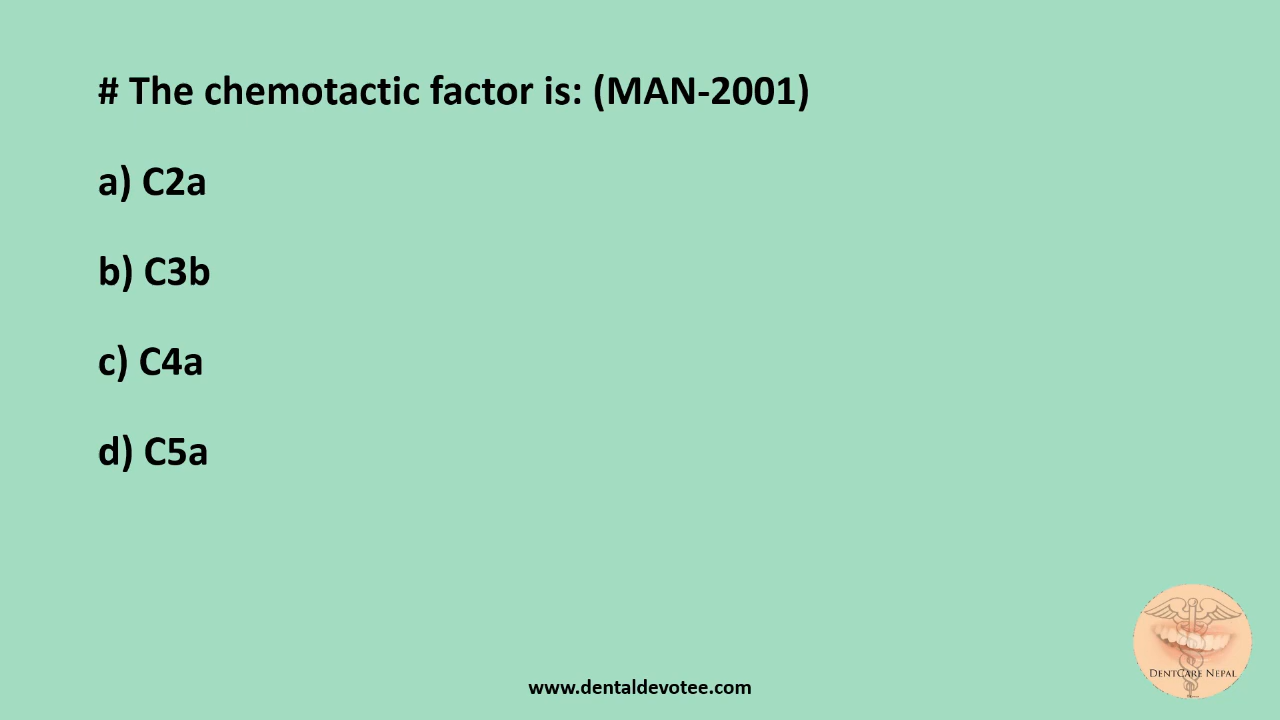 # The chemotactic factor is: (MAN-2001)
a) C2a
b) C3b
c) C4a
d) C5a
DentCare Nepal
www.dentaldevotee.com